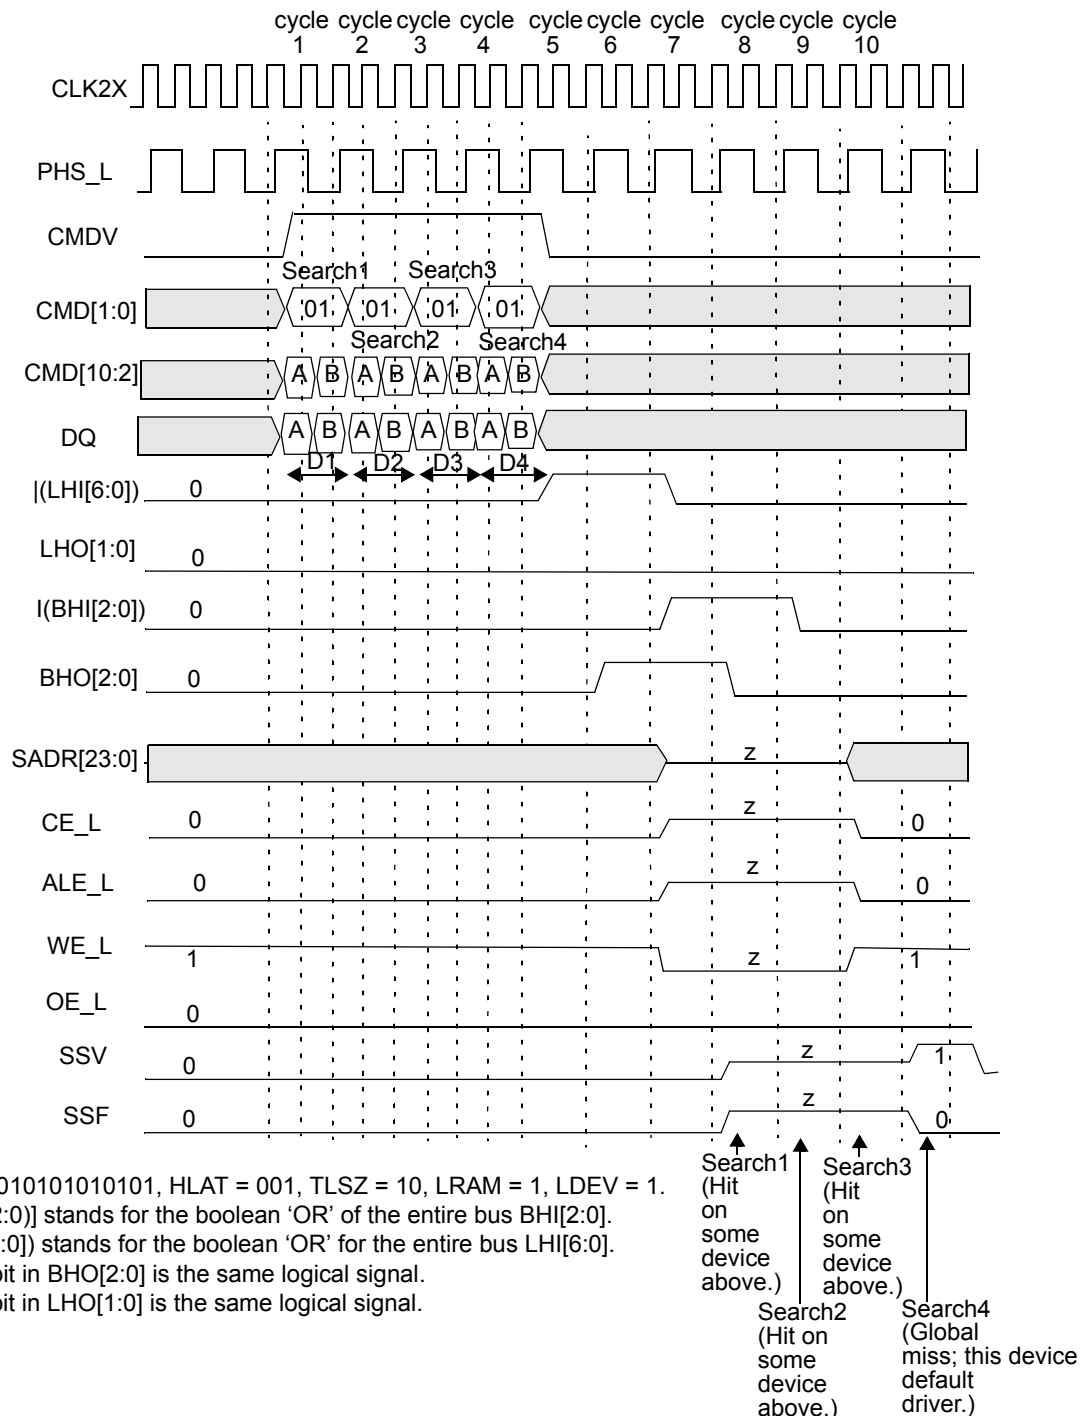 cycle cycle cycle cycle cycle cycle cycle cycle cycle cycle
1 2 3 4 5 6 7 8 9 10
CLK2X
PHS_L
CMDV
Search1 Search3
CMD[1:0] 01 01 01 01
Search2 Search4
CMD[10:2] A B A B A B A B
DQ A B A B A B A B
D1 D2 D3 D4
|(LHI[6:0]) 0
LHO[1:0] 0
I(BHI[2:0]) 0
BHO[2:0] 0
SADR[23:0] z
CE_L 0 z 0
ALE_L 0 z 0
WE_L 1 z 1
OE_L 0
SSV 0 z 1
SSF 0 z 0
010101010101, HLAT = 001, TLSZ = 10, LRAM = 1, LDEV = 1.
:0)] stands for the boolean ‘OR’ of the entire bus BHI[2:0].
:0]) stands for the boolean ‘OR’ for the entire bus LHI[6:0].
bit in BHO[2:0] is the same logical signal.
bit in LHO[1:0] is the same logical signal.
Search1
(Hit
on
some
device
above.)
Search2
(Hit on
some
device
above.)
Search3
(Hit
on
some
device
above.)
Search4
(Global
miss; this device
default
driver.)